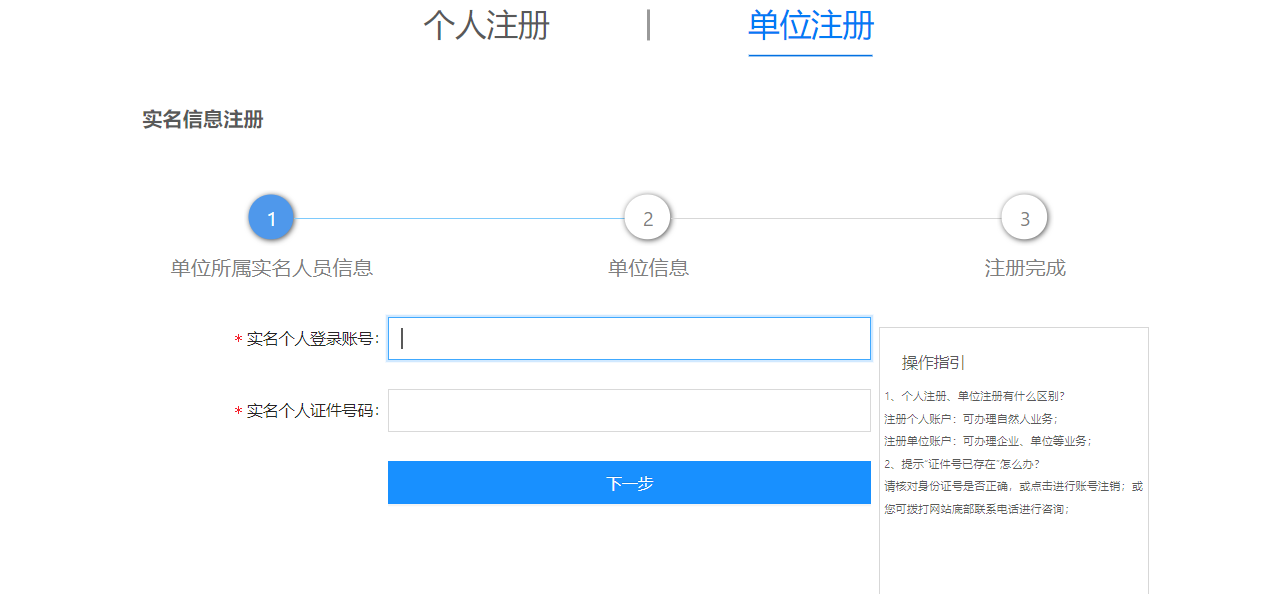 个人注册 | 单位注册
实名信息注册
1 2 3
单位所属实名人员信息 单位信息 注册完成
* 实名个人登录账号：
* 实名个人证件号码：
下一步
操作指引
1、个人注册、单位注册有什么区别？
注册个人账户：可办理自然人业务；
注册单位账户：可办理企业、单位等业务；
2、提示"证件号已存在"怎么办？
请核对身份证号是否正确，或点击进行账号注销；或
您可拨打网站底部联系电话进行咨询；